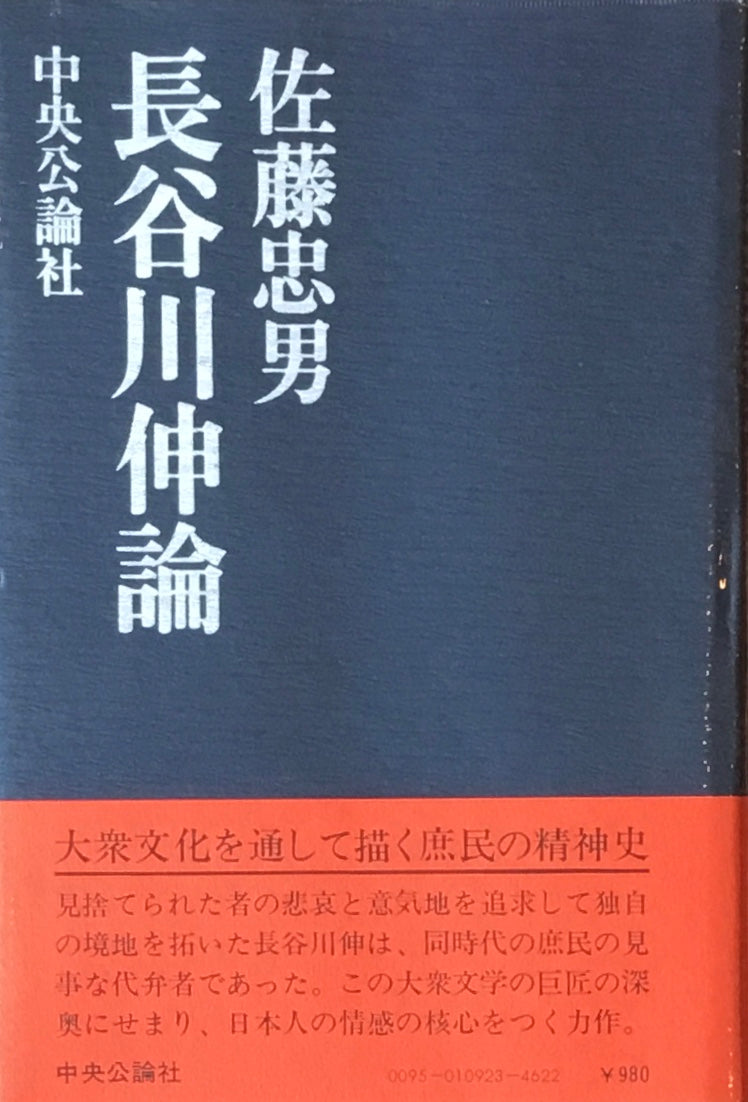 佐藤忠男
長谷川伸論
中央公論社
大衆文化を通して描く庶民の精神史
見捨てられた者の悲哀と意気地を追求して独自
の境地を拓いた長谷川伸は、同時代の庶民の見
事な代弁者であった。この大衆文学の巨匠の深
奥にせまり、日本人の情感の核心をつく力作。
中央公論社 0095-010923-4622 ￥980